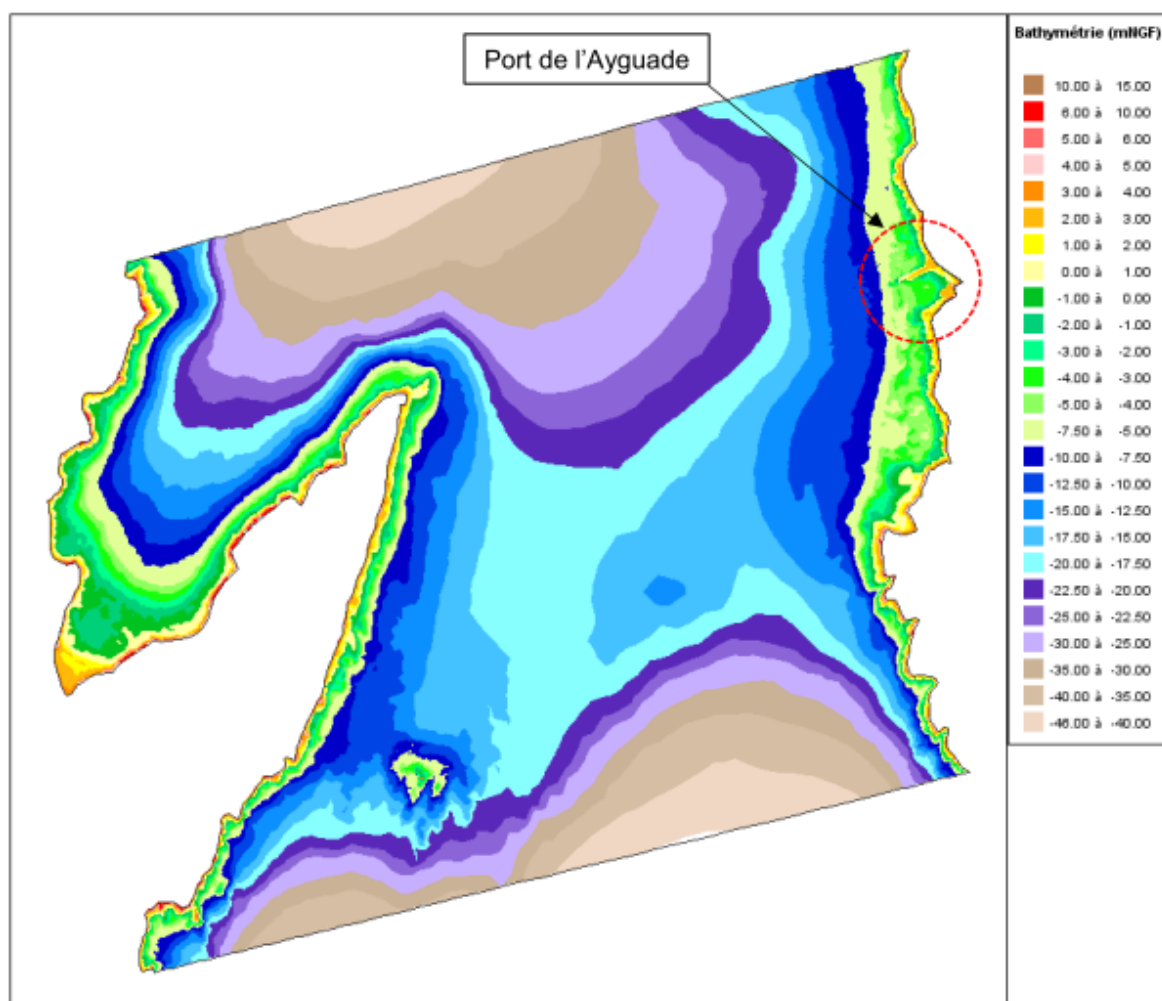 Port de l'Ayguade
Bathymétrie (mNGF)
10.00 à 15.00
6.00 à 10.00
5.00 à 6.00
4.00 à 5.00
3.00 à 4.00
2.00 à 3.00
1.00 à 2.00
0.00 à 1.00
-1.00 à 0.00
-2.00 à -1.00
-3.00 à -2.00
-4.00 à -3.00
-5.00 à -4.00
-7.50 à -5.00
-10.00 à -7.50
-12.50 à -10.00
-15.00 à -12.50
-17.50 à -15.00
-20.00 à -17.50
-22.50 à -20.00
-25.00 à -22.50
-30.00 à -25.00
-35.00 à -30.00
-40.00 à -35.00
-46.00 à -40.00